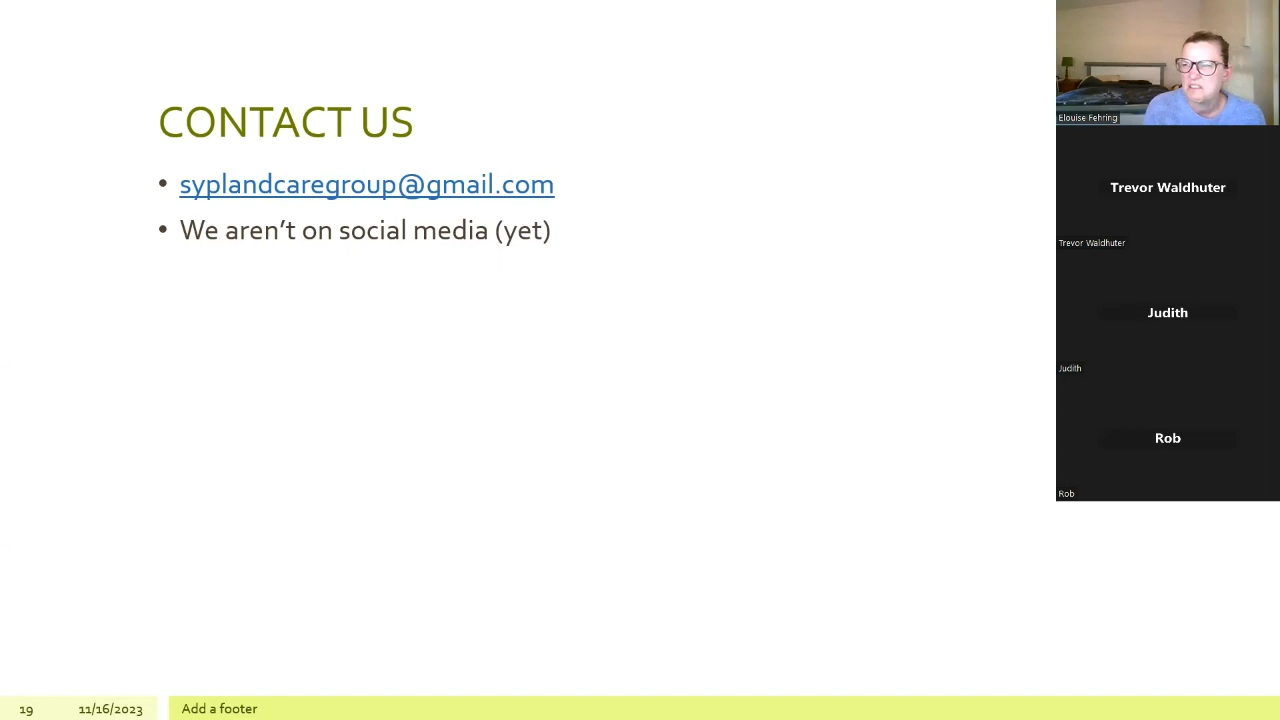 CONTACT US
• syplandcaregroup@gmail.com
• We aren't on social media (yet)
19 11/16/2023 Add a footer
Elouise Fehring
Trevor Waldhuter
Trevor Waldhuter
Judith
Judith
Rob
Rob